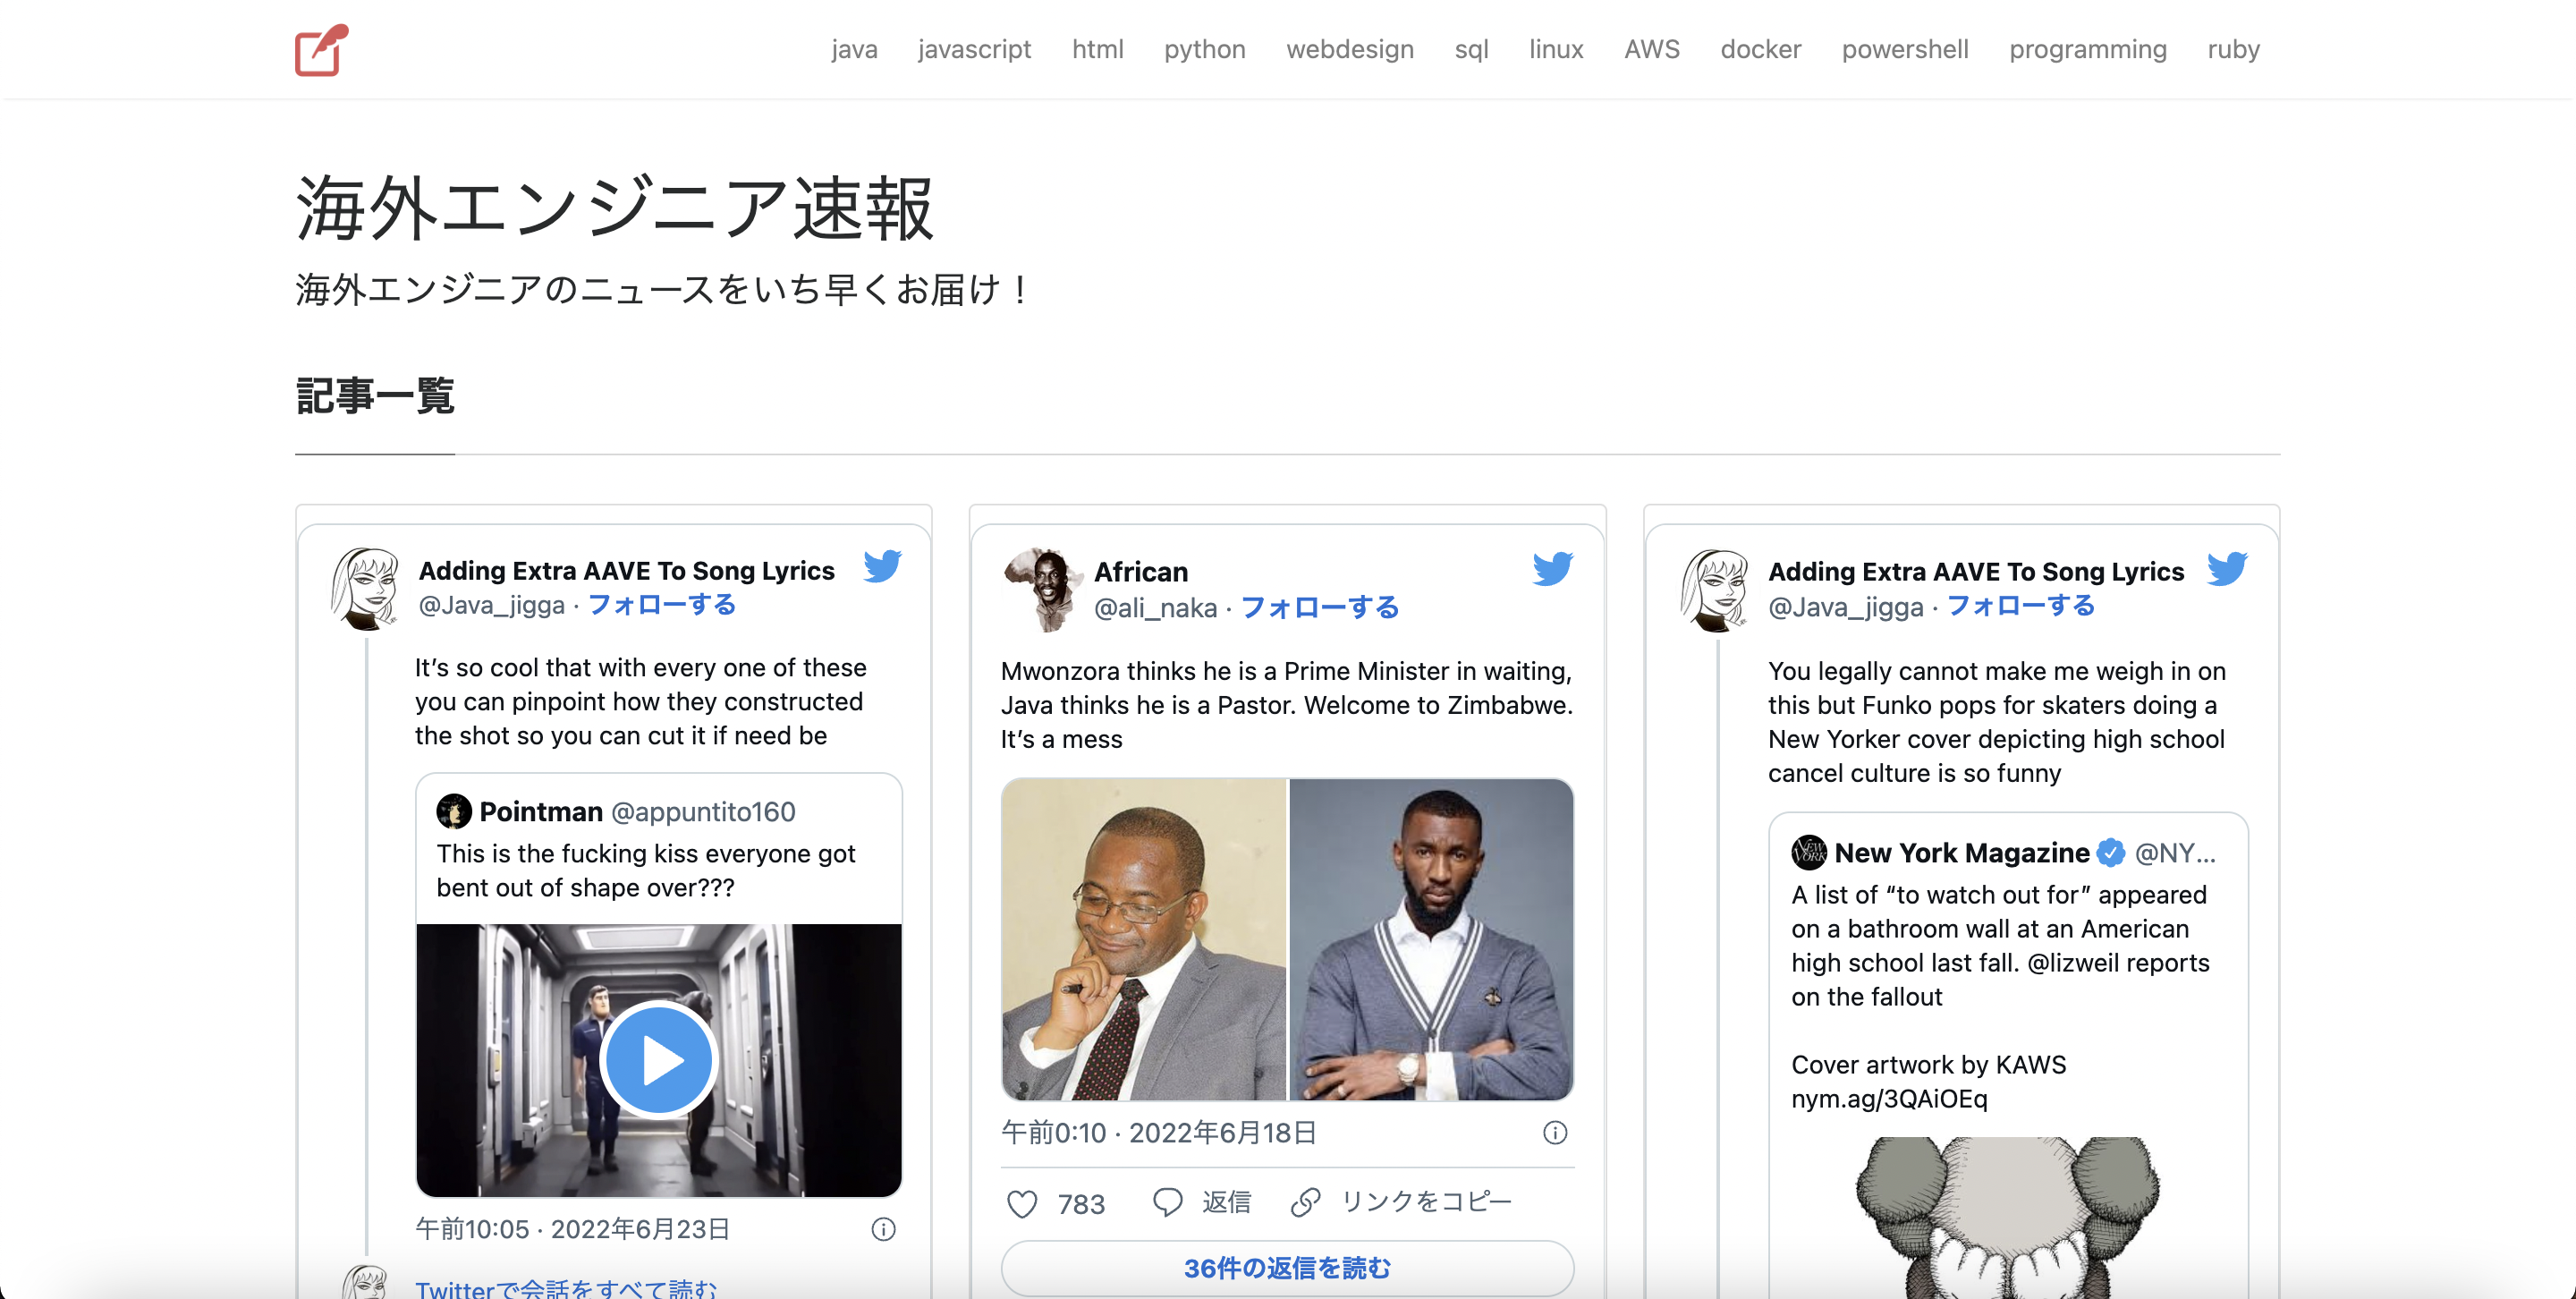 java javascript html python webdesign sql linux AWS docker powershell programming ruby
海外エンジニア速報
海外エンジニアのニュースをいち早くお届け！
記事一覧
Adding Extra AAVE To Song Lyrics
@Java_jigga · フォローする
It’s so cool that with every one of these
you can pinpoint how they constructed
the shot so you can cut it if need be
Pointman @appuntito160
This is the fucking kiss everyone got
bent out of shape over???
午前10:05 · 2022年6月23日
Twitterで会話をすべて読む
African
@ali_naka · フォローする
Mwonzora thinks he is a Prime Minister in waiting,
Java thinks he is a Pastor. Welcome to Zimbabwe.
It’s a mess
午前0:10 · 2022年6月18日
783 返信 リンクをコピー
36件の返信を読む
Adding Extra AAVE To Song Lyrics
@Java_jigga · フォローする
You legally cannot make me weigh in on
this but Funko pops for skaters doing a
New Yorker cover depicting high school
cancel culture is so funny
NEW YORK
New York Magazine @NY...
A list of “to watch out for” appeared
on a bathroom wall at an American
high school last fall. @lizweil reports
on the fallout
Cover artwork by KAWS
nym.ag/3QAiOEq